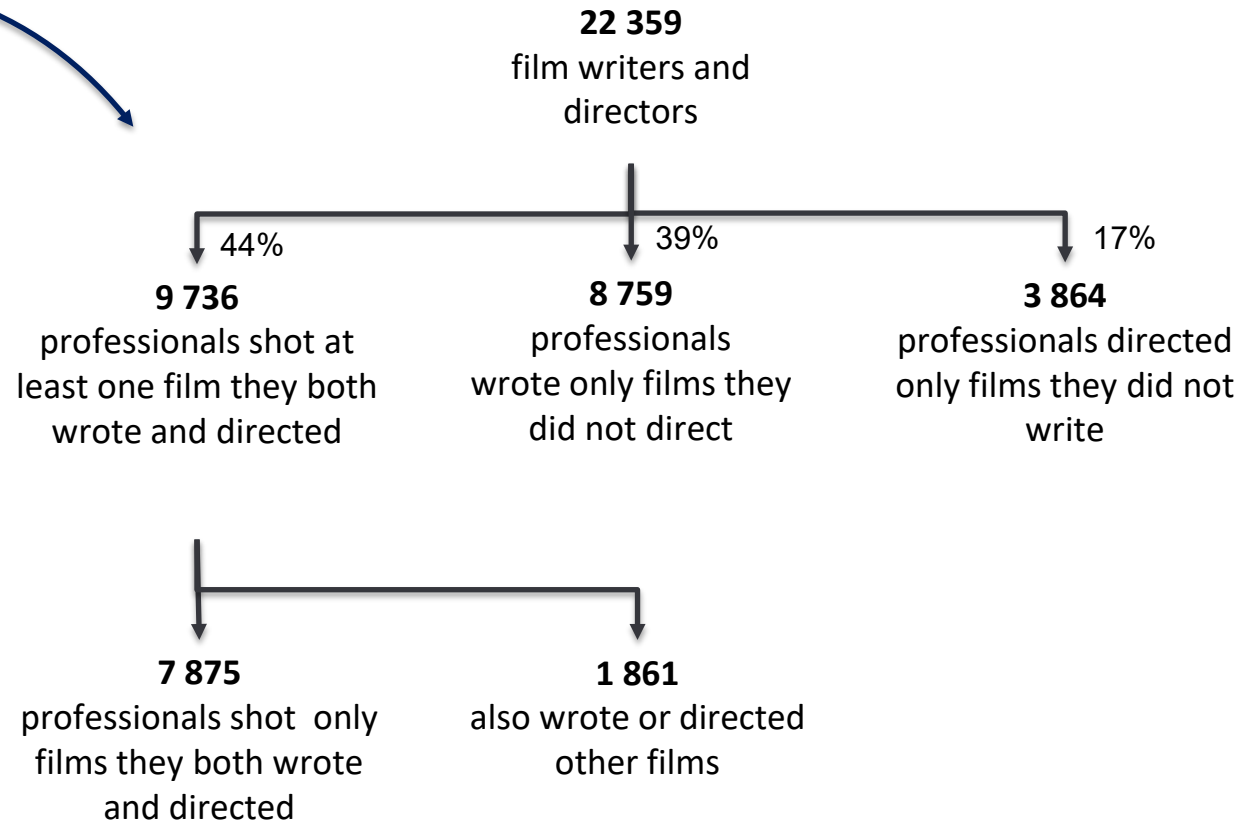 22 359
film writers and
directors
44%
39%
17%
9 736
professionals shot at
least one film they both
wrote and directed
8 759
professionals
wrote only films they
did not direct
3 864
professionals directed
only films they did not
write
7 875
professionals shot  only
films they both wrote
and directed
1 861
also wrote or directed
other films